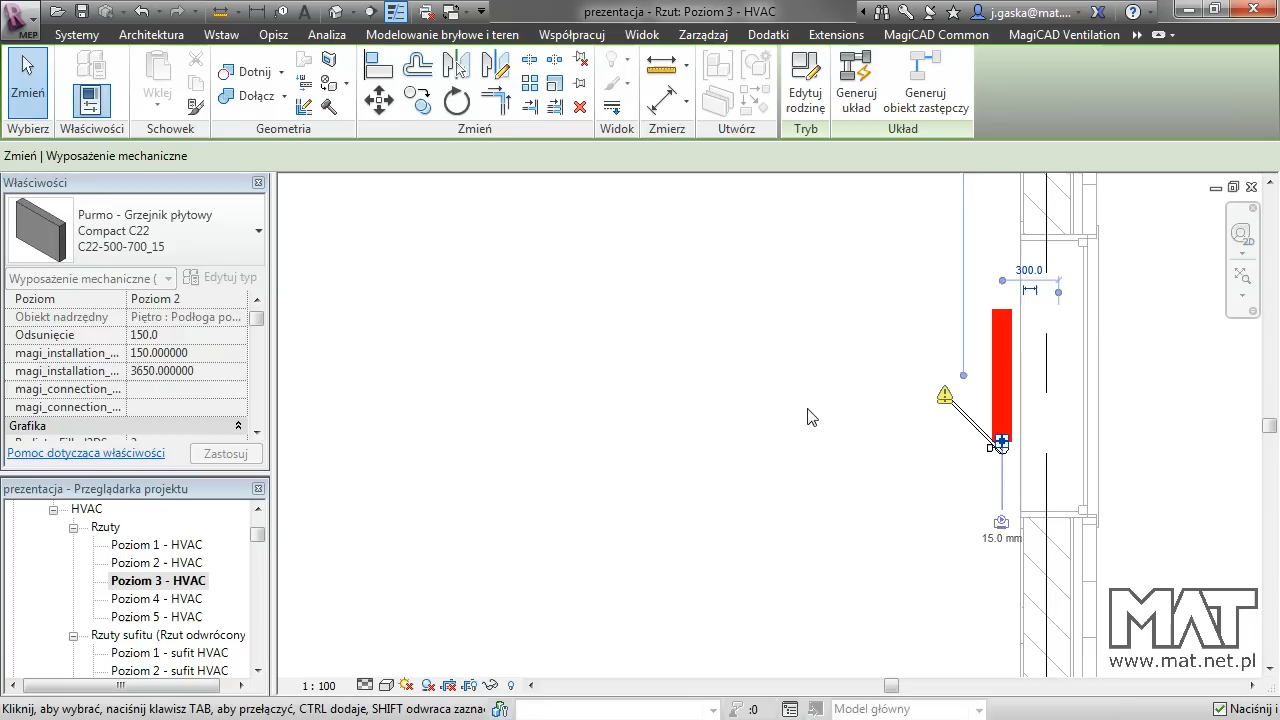 prezentacja - Rzut: Poziom 3 - HVAC
j.gaska@mat....
MEP
Systemy Architektura Wstaw Opisz Analiza Modelowanie bryłowe i teren Współpracuj Widok Zarządzaj Dodatki Extensions MagiCAD Common MagiCAD Ventilation
Zmień
Wklej
Dotnij
Dołącz
Edytuj rodzinę
Generuj układ
Generuj obiekt zastępczy
Wybierz Właściwości Schowek Geometria Zmień Widok Zmierz Utwórz Tryb Układ
Zmień | Wyposażenie mechaniczne
Właściwości
Purmo - Grzejnik płytowy
Compact C22
C22-500-700_15
Wyposażenie mechaniczne ( Edytuj typ
Poziom Poziom 2
Obiekt nadrzędny Piętro : Podłoga po...
Odsunięcie 150.0
magi_installation_... 150.000000
magi_installation_... 3650.000000
magi_connection_...
magi_connection_...
Grafika
Pomoc dotycząca właściwości Zastosuj
prezentacja - Przeglądarka projektu
HVAC
Rzuty
Poziom 1 - HVAC
Poziom 2 - HVAC
Poziom 3 - HVAC
Poziom 4 - HVAC
Poziom 5 - HVAC
Rzuty sufitu (Rzut odwrócony
Poziom 1 - sufit HVAC
Poziom 2 - sufit HVAC
300.0
15.0 mm
2D
MAT
www.mat.net.pl
1 : 100
Kliknij, aby wybrać, naciśnij klawisz TAB, aby przełączyć, CTRL dodaje, SHIFT odwraca zaznac
:0
Model główny
Naciśnij i